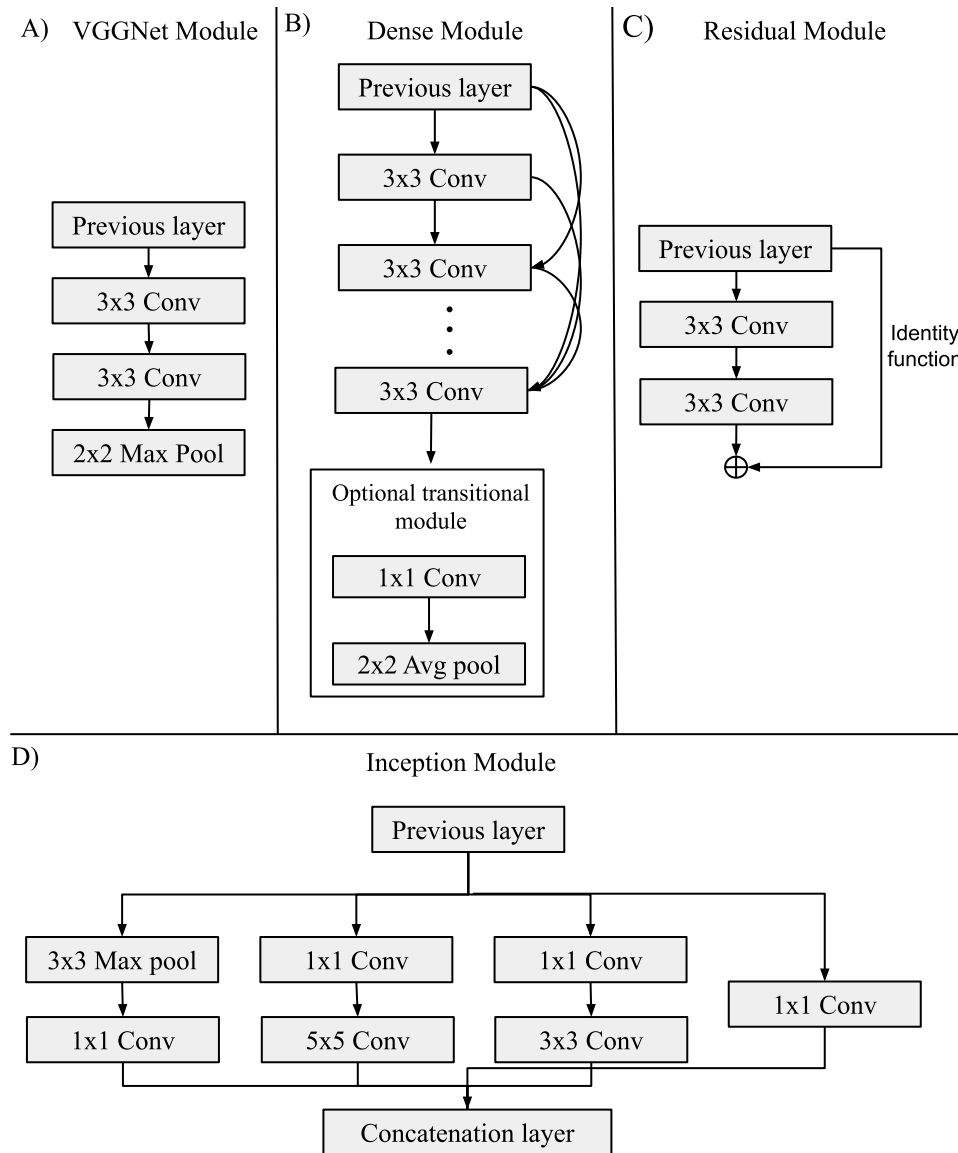 A) VGGNet Module
Previous layer
3x3 Conv
3x3 Conv
2x2 Max Pool
B) Dense Module
Previous layer
3x3 Conv
3x3 Conv
3x3 Conv
Optional transitional
module
1x1 Conv
2x2 Avg pool
C) Residual Module
Previous layer
3x3 Conv
3x3 Conv
Identity
function
D) Inception Module
Previous layer
3x3 Max pool
1x1 Conv
1x1 Conv
1x1 Conv
1x1 Conv
5x5 Conv
3x3 Conv
Concatenation layer